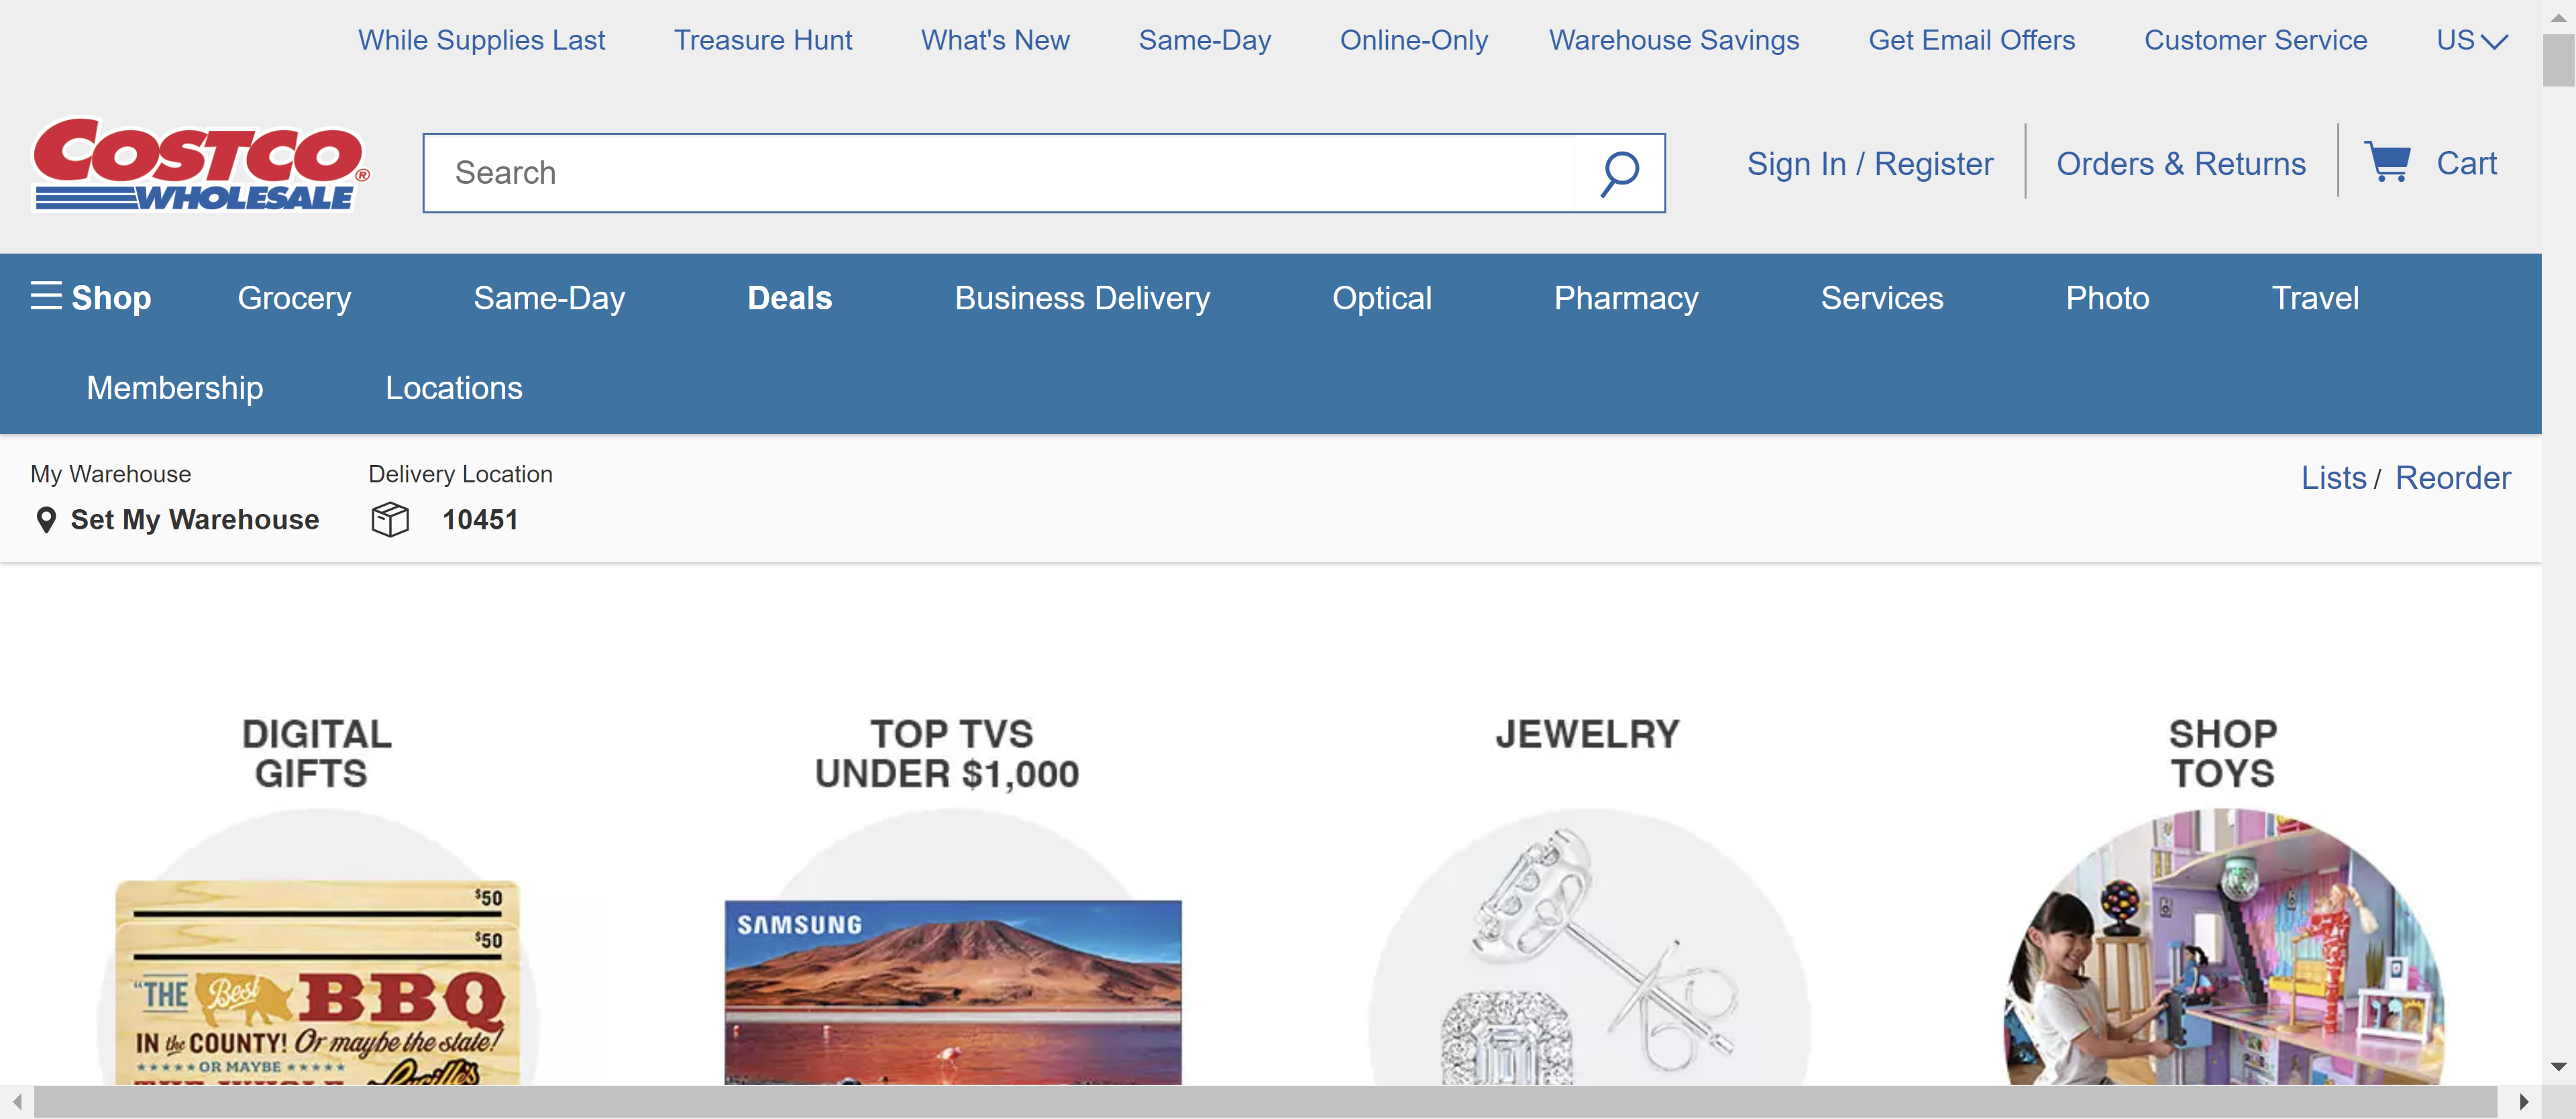 While Supplies Last Treasure Hunt What's New Same-Day Online-Only Warehouse Savings Get Email Offers Customer Service US
COSTCO®
WHOLESALE
Search
Sign In / Register Orders & Returns Cart
Shop Grocery Same-Day Deals Business Delivery Optical Pharmacy Services Photo Travel
Membership Locations
My Warehouse Delivery Location
Set My Warehouse 10451
Lists / Reorder
DIGITAL
GIFTS
TOP TVS
UNDER $1,000
JEWELRY
SHOP
TOYS
$50
$50
"THE Best BBQ
IN the COUNTY! Or maybe the state!
OR MAYBE
THE WHOLE
Lucille's
SAMSUNG